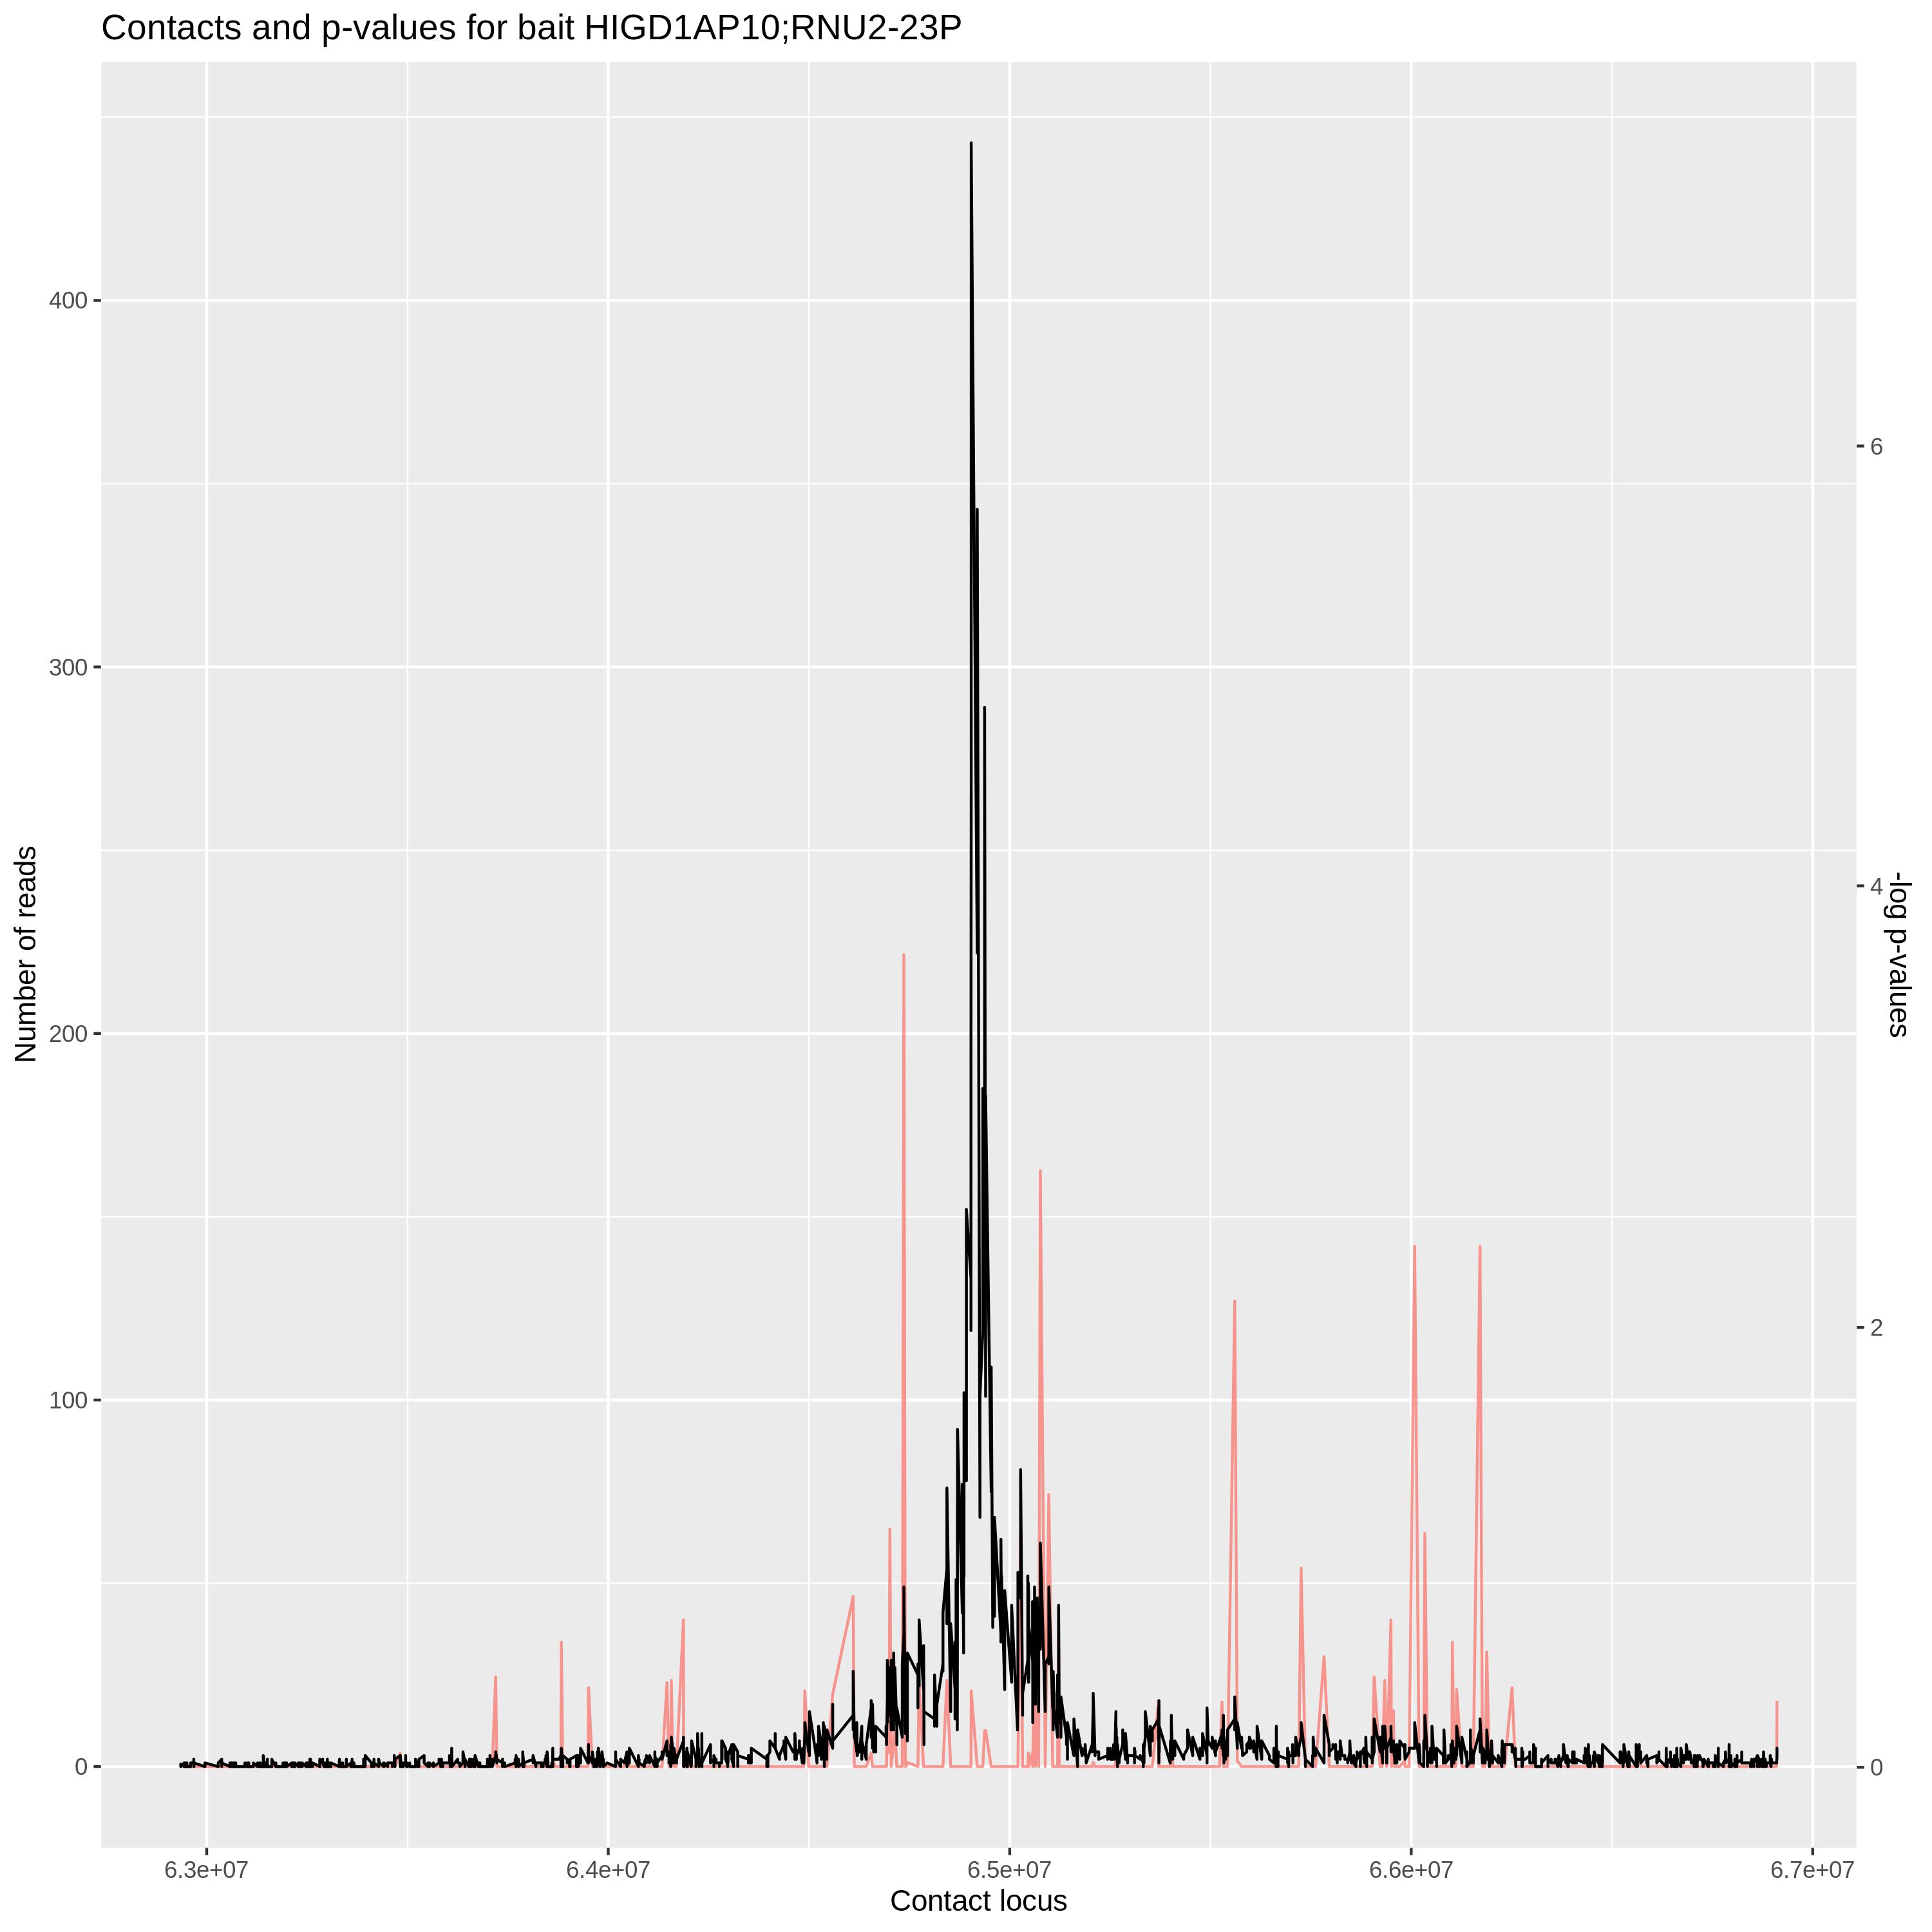 Contacts and p-values for bait HIGD1AP10;RNU2-23P
400
300
200
100
0
Number of reads
6
4
2
0
-log p-values
6.3e+07
6.4e+07
6.5e+07
6.6e+07
6.7e+07
Contact locus